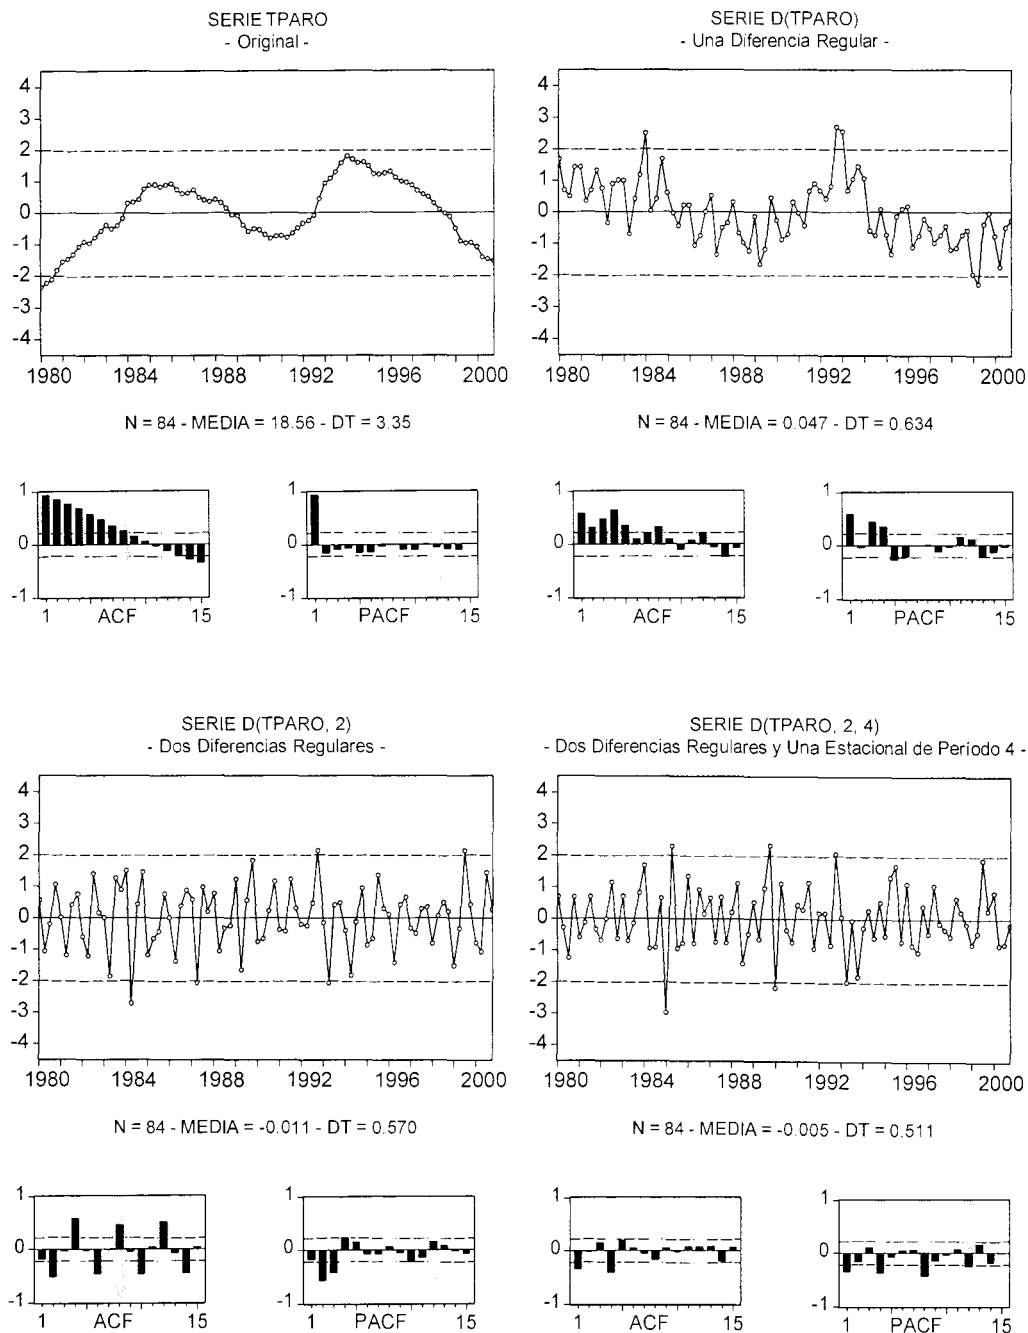 SERIE TPARO
- Original -
4
3
2
1
0
-1
-2
-3
-4
1980 1984 1988 1992 1996 2000
N = 84 - MEDIA = 18.56 - DT = 3.35
1
0
-1
1 ACF 15
1
0
-1
1 PACF 15
SERIE D(TPARO)
- Una Diferencia Regular -
4
3
2
1
0
-1
-2
-3
-4
1980 1984 1988 1992 1996 2000
N = 84 - MEDIA = 0.047 - DT = 0.634
1
0
-1
1 ACF 15
1
0
-1
1 PACF 15
SERIE D(TPARO, 2)
- Dos Diferencias Regulares -
4
3
2
1
0
-1
-2
-3
-4
1980 1984 1988 1992 1996 2000
N = 84 - MEDIA = -0.011 - DT = 0.570
1
0
-1
1 ACF 15
1
0
-1
1 PACF 15
SERIE D(TPARO, 2, 4)
- Dos Diferencias Regulares y Una Estacional de Período 4 -
4
3
2
1
0
-1
-2
-3
-4
1980 1984 1988 1992 1996 2000
N = 84 - MEDIA = -0.005 - DT = 0.511
1
0
-1
1 ACF 15
1
0
-1
1 PACF 15